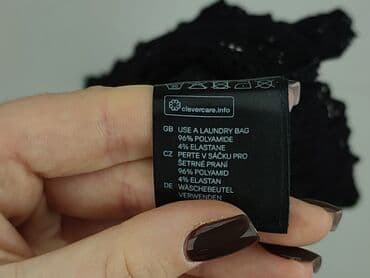 clevercare.info
GB USE A LAUNDRY BAG
96% POLYAMIDE
4% ELASTANE
CZ PERTE V SÁČKU PRO
ŠETRNÉ PRANÍ
96% POLYAMID
4% ELASTAN
DE WÄSCHEBEUTEL
VERWENDEN